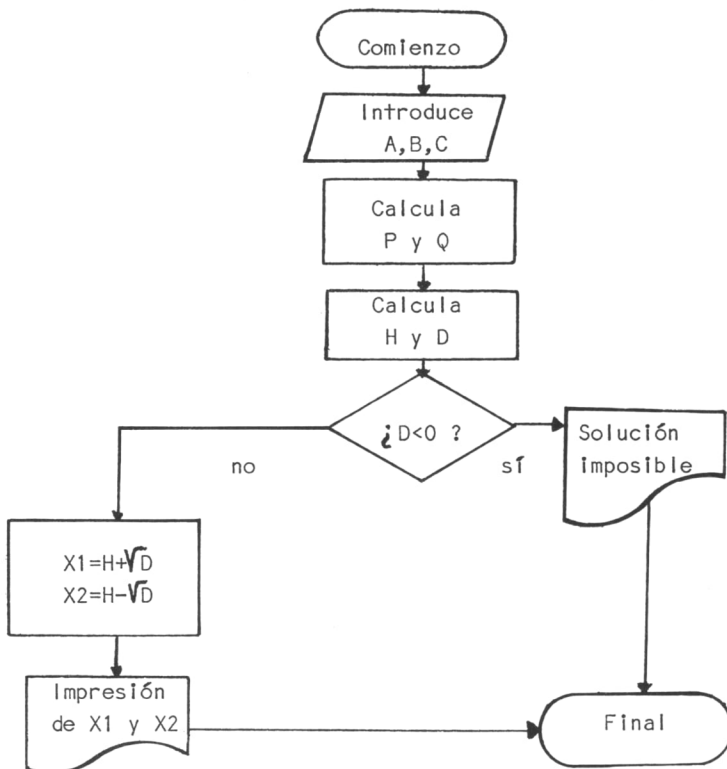 Comienzo
Introduce
A,B,C
Calcula
P y Q
Calcula
H y D
¿D<0 ?
no
sí
Solución
imposible
X1=H+√D
X2=H-√D
Impresión
de X1 y X2
Final